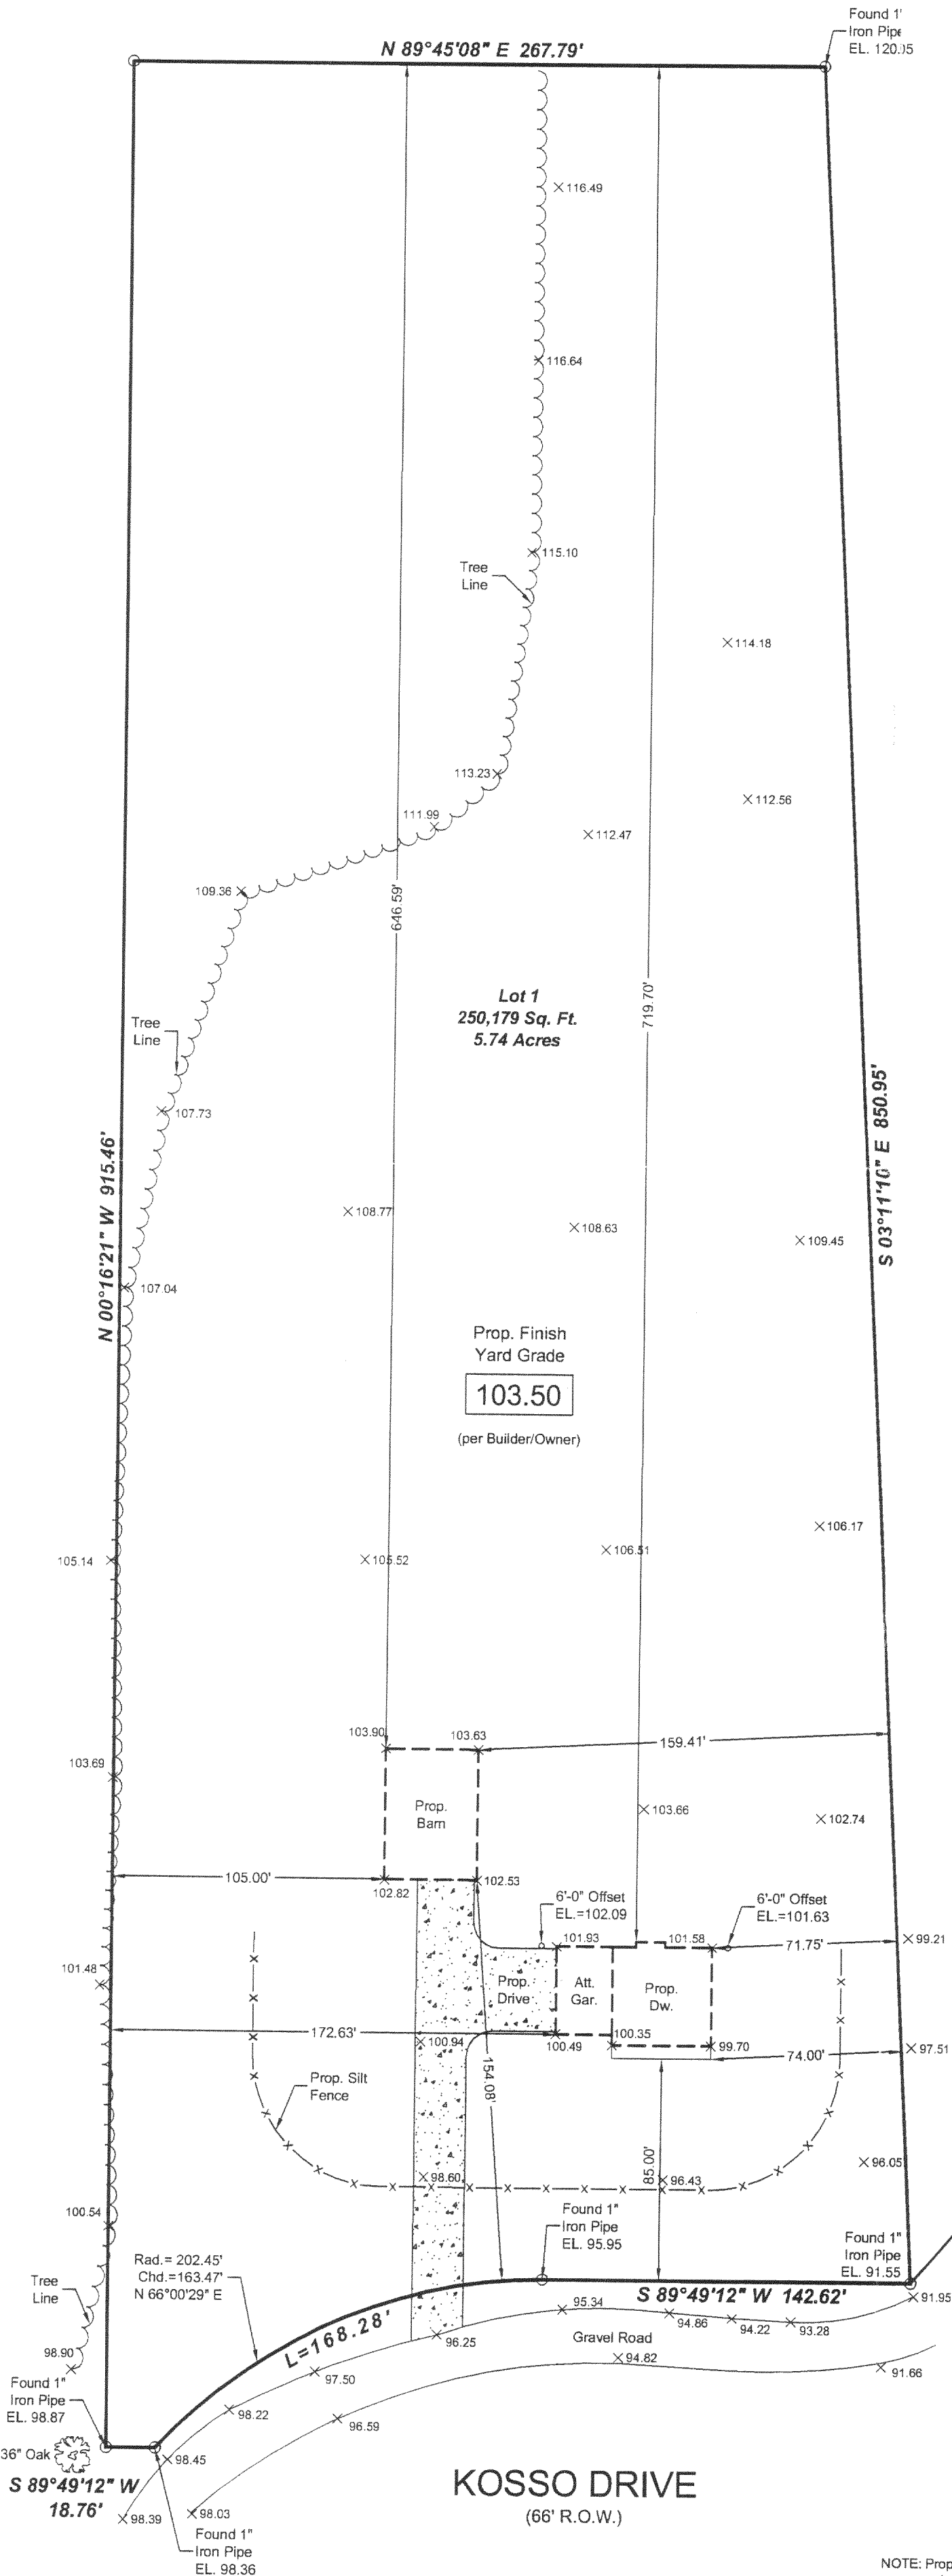 Found 1"
Iron Pipe
EL. 120.05
N 89°45'08" E 267.79'
116.49
116.64
115.10
Tree
Line
114.18
113.23
112.56
111.99
112.47
109.36
646.59'
719.70'
Lot 1
250,179 Sq. Ft.
5.74 Acres
Tree
Line
107.73
N 00°16'21" W 915.46'
S 03°11'10" E 850.95'
108.77
108.63
109.45
107.04
Prop. Finish
Yard Grade
103.50
(per Builder/Owner)
106.17
105.14
105.52
106.51
103.90
103.63
159.41'
103.69
Prop.
Barn
103.66
102.74
105.00'
102.82
102.53
6'-0" Offset
EL.=102.09
6'-0" Offset
EL.=101.63
101.93
101.58
71.75'
99.21
101.48
Prop.
Drive
Att.
Gar.
Prop.
Dw.
172.63'
100.94
100.49
100.35
99.70
74.00'
97.51
Prop. Silt
Fence
154.08'
85.00'
98.60
96.43
96.05
100.54
Found 1"
Iron Pipe
EL. 95.95
Found 1"
Iron Pipe
EL. 91.55
Rad.= 202.45'
Chd.=163.47'
N 66°00'29" E
Tree
Line
S 89°49'12" W 142.62'
91.95
95.34
94.86
94.22
93.28
L=168.28'
96.25
Gravel Road
98.90
97.50
94.82
91.66
Found 1"
Iron Pipe
EL. 98.87
98.22
96.59
36" Oak
98.45
S 89°49'12" W
18.76'
98.39
98.03
KOSSO DRIVE
(66' R.O.W.)
Found 1"
Iron Pipe
EL. 98.36
NOTE: Prop